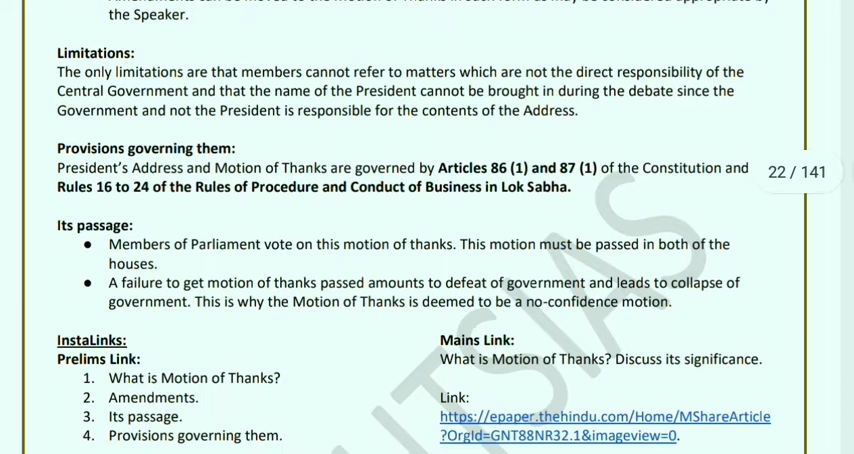 the Speaker.
Limitations:
The only limitations are that members cannot refer to matters which are not the direct responsibility of the
Central Government and that the name of the President cannot be brought in during the debate since the
Government and not the President is responsible for the contents of the Address.
Provisions governing them:
President's Address and Motion of Thanks are governed by Articles 86 (1) and 87 (1) of the Constitution and
22 / 141
Rules 16 to 24 of the Rules of Procedure and Conduct of Business in Lok Sabha.
Its passage:
● Members of Parliament vote on this motion of thanks. This motion must be passed in both of the
houses.
● A failure to get motion of thanks passed amounts to defeat of government and leads to collapse of
government. This is why the Motion of Thanks is deemed to be a no-confidence motion.
InstaLinks:
Prelims Link:
1. What is Motion of Thanks?
2. Amendments.
3. Its passage.
4. Provisions governing them.
Mains Link:
What is Motion of Thanks? Discuss its significance.
Link:
https://epaper.thehindu.com/Home/MShareArticle
?OrgId=GNT88NR32.1&imageview=0.
UTSIAS